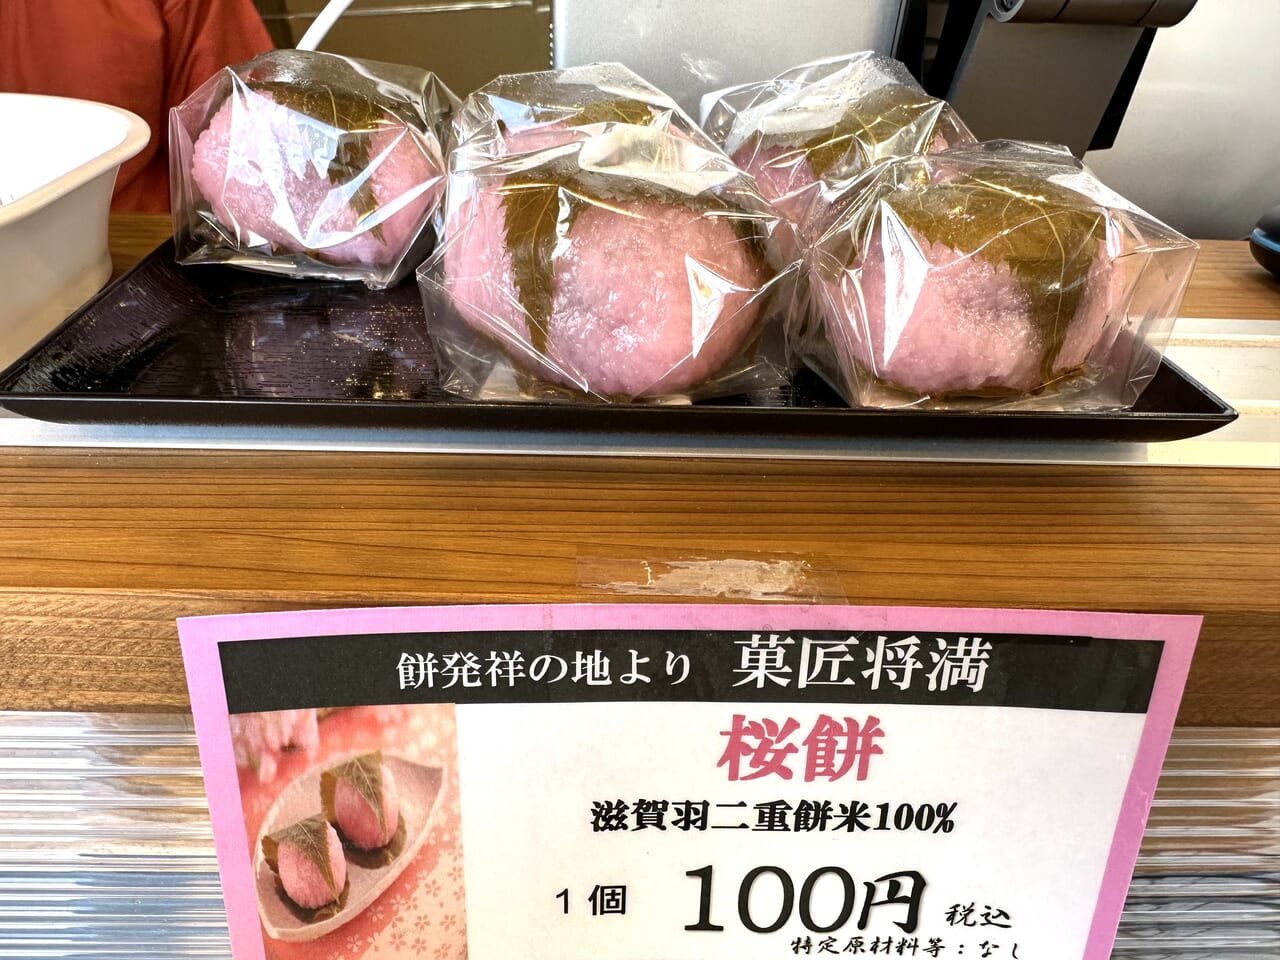 餅発祥の地より 菓匠将満
桜餅
滋賀羽二重餅米100%
1個 100円 税込
特定原材料等：なし